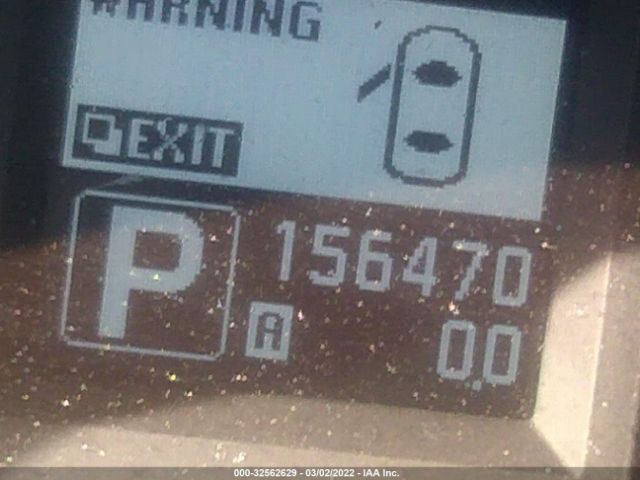 WARNING
EXIT
P 156470
A 0.0
000-32562629 - 03/02/2022 - IAA Inc.